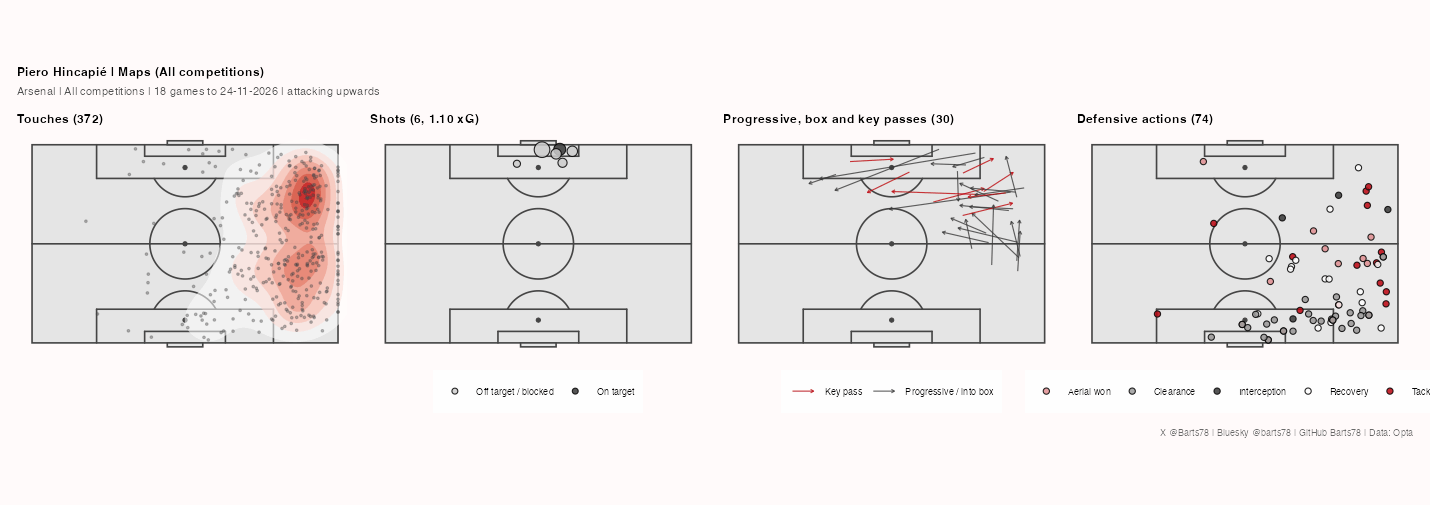 Piero Hincapié | Maps (All competitions)
Arsenal | All competitions | 18 games to 24-11-2026 | attacking upwards
Touches (372)
Shots (6, 1.10 xG)
Progressive, box and key passes (30)
Defensive actions (74)
Off target / blocked
On target
Key pass
Progressive / Into box
Aerial won
Clearance
Interception
Recovery
Tack
X @Barts78 | Bluesky @barts78 | GitHub Barts78 | Data: Opta